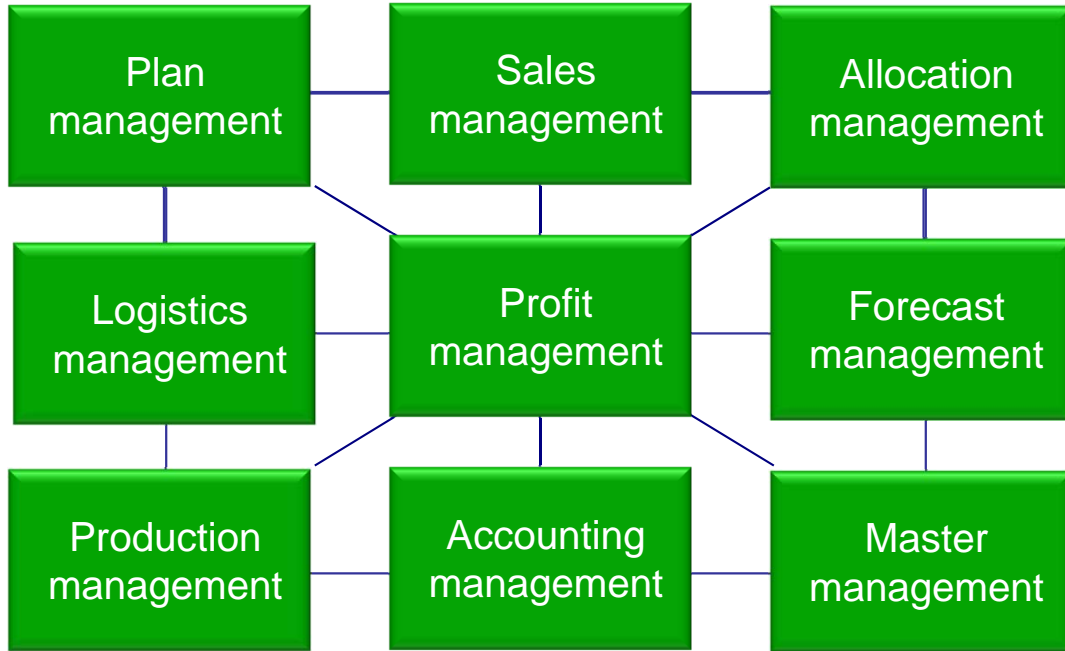 Plan
management
Sales
management
Allocation
management
Logistics
management
Profit
management
Forecast
management
Production
management
Accounting
management
Master
management